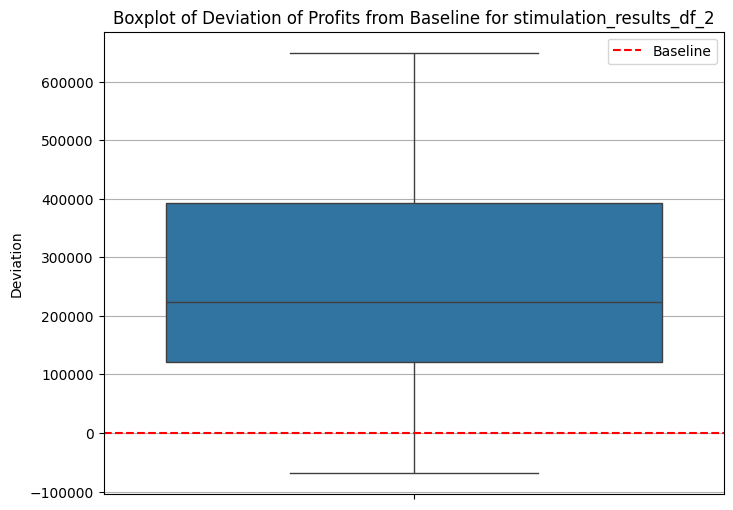 Boxplot of Deviation of Profits from Baseline for stimulation_results_df_2
Baseline
600000
500000
400000
300000
200000
100000
0
−100000
Deviation